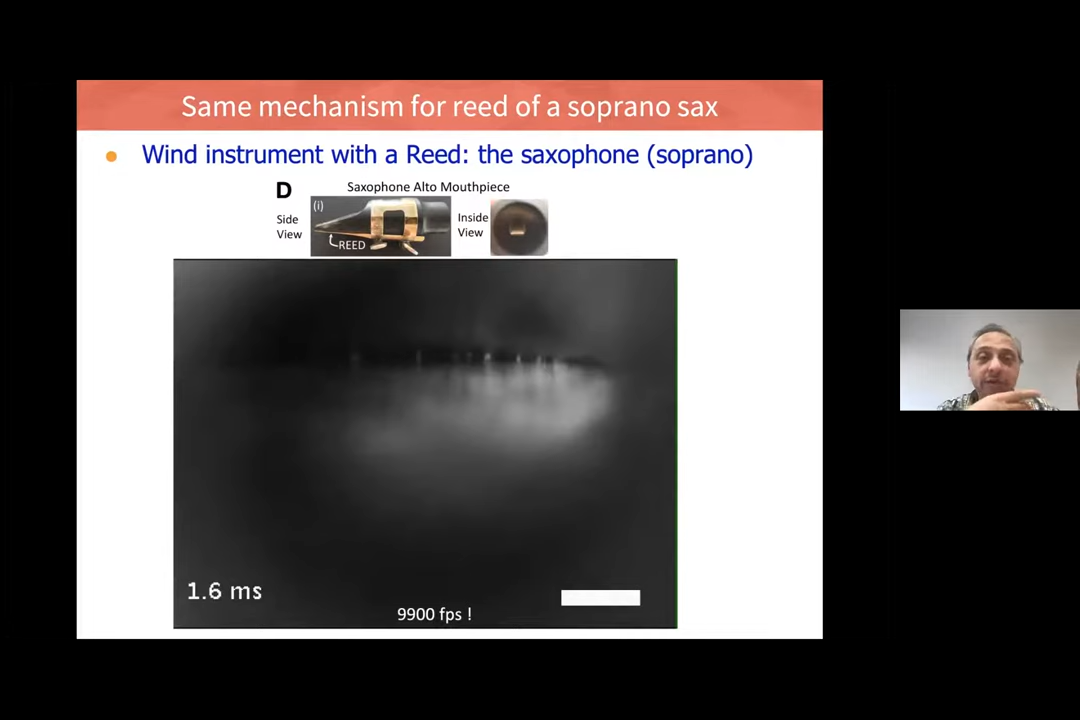 Same mechanism for reed of a soprano sax
Wind instrument with a Reed: the saxophone (soprano)
D
Saxophone Alto Mouthpiece
Side
View
(i)
REED
Inside
View
1.6 ms
9900 fps !